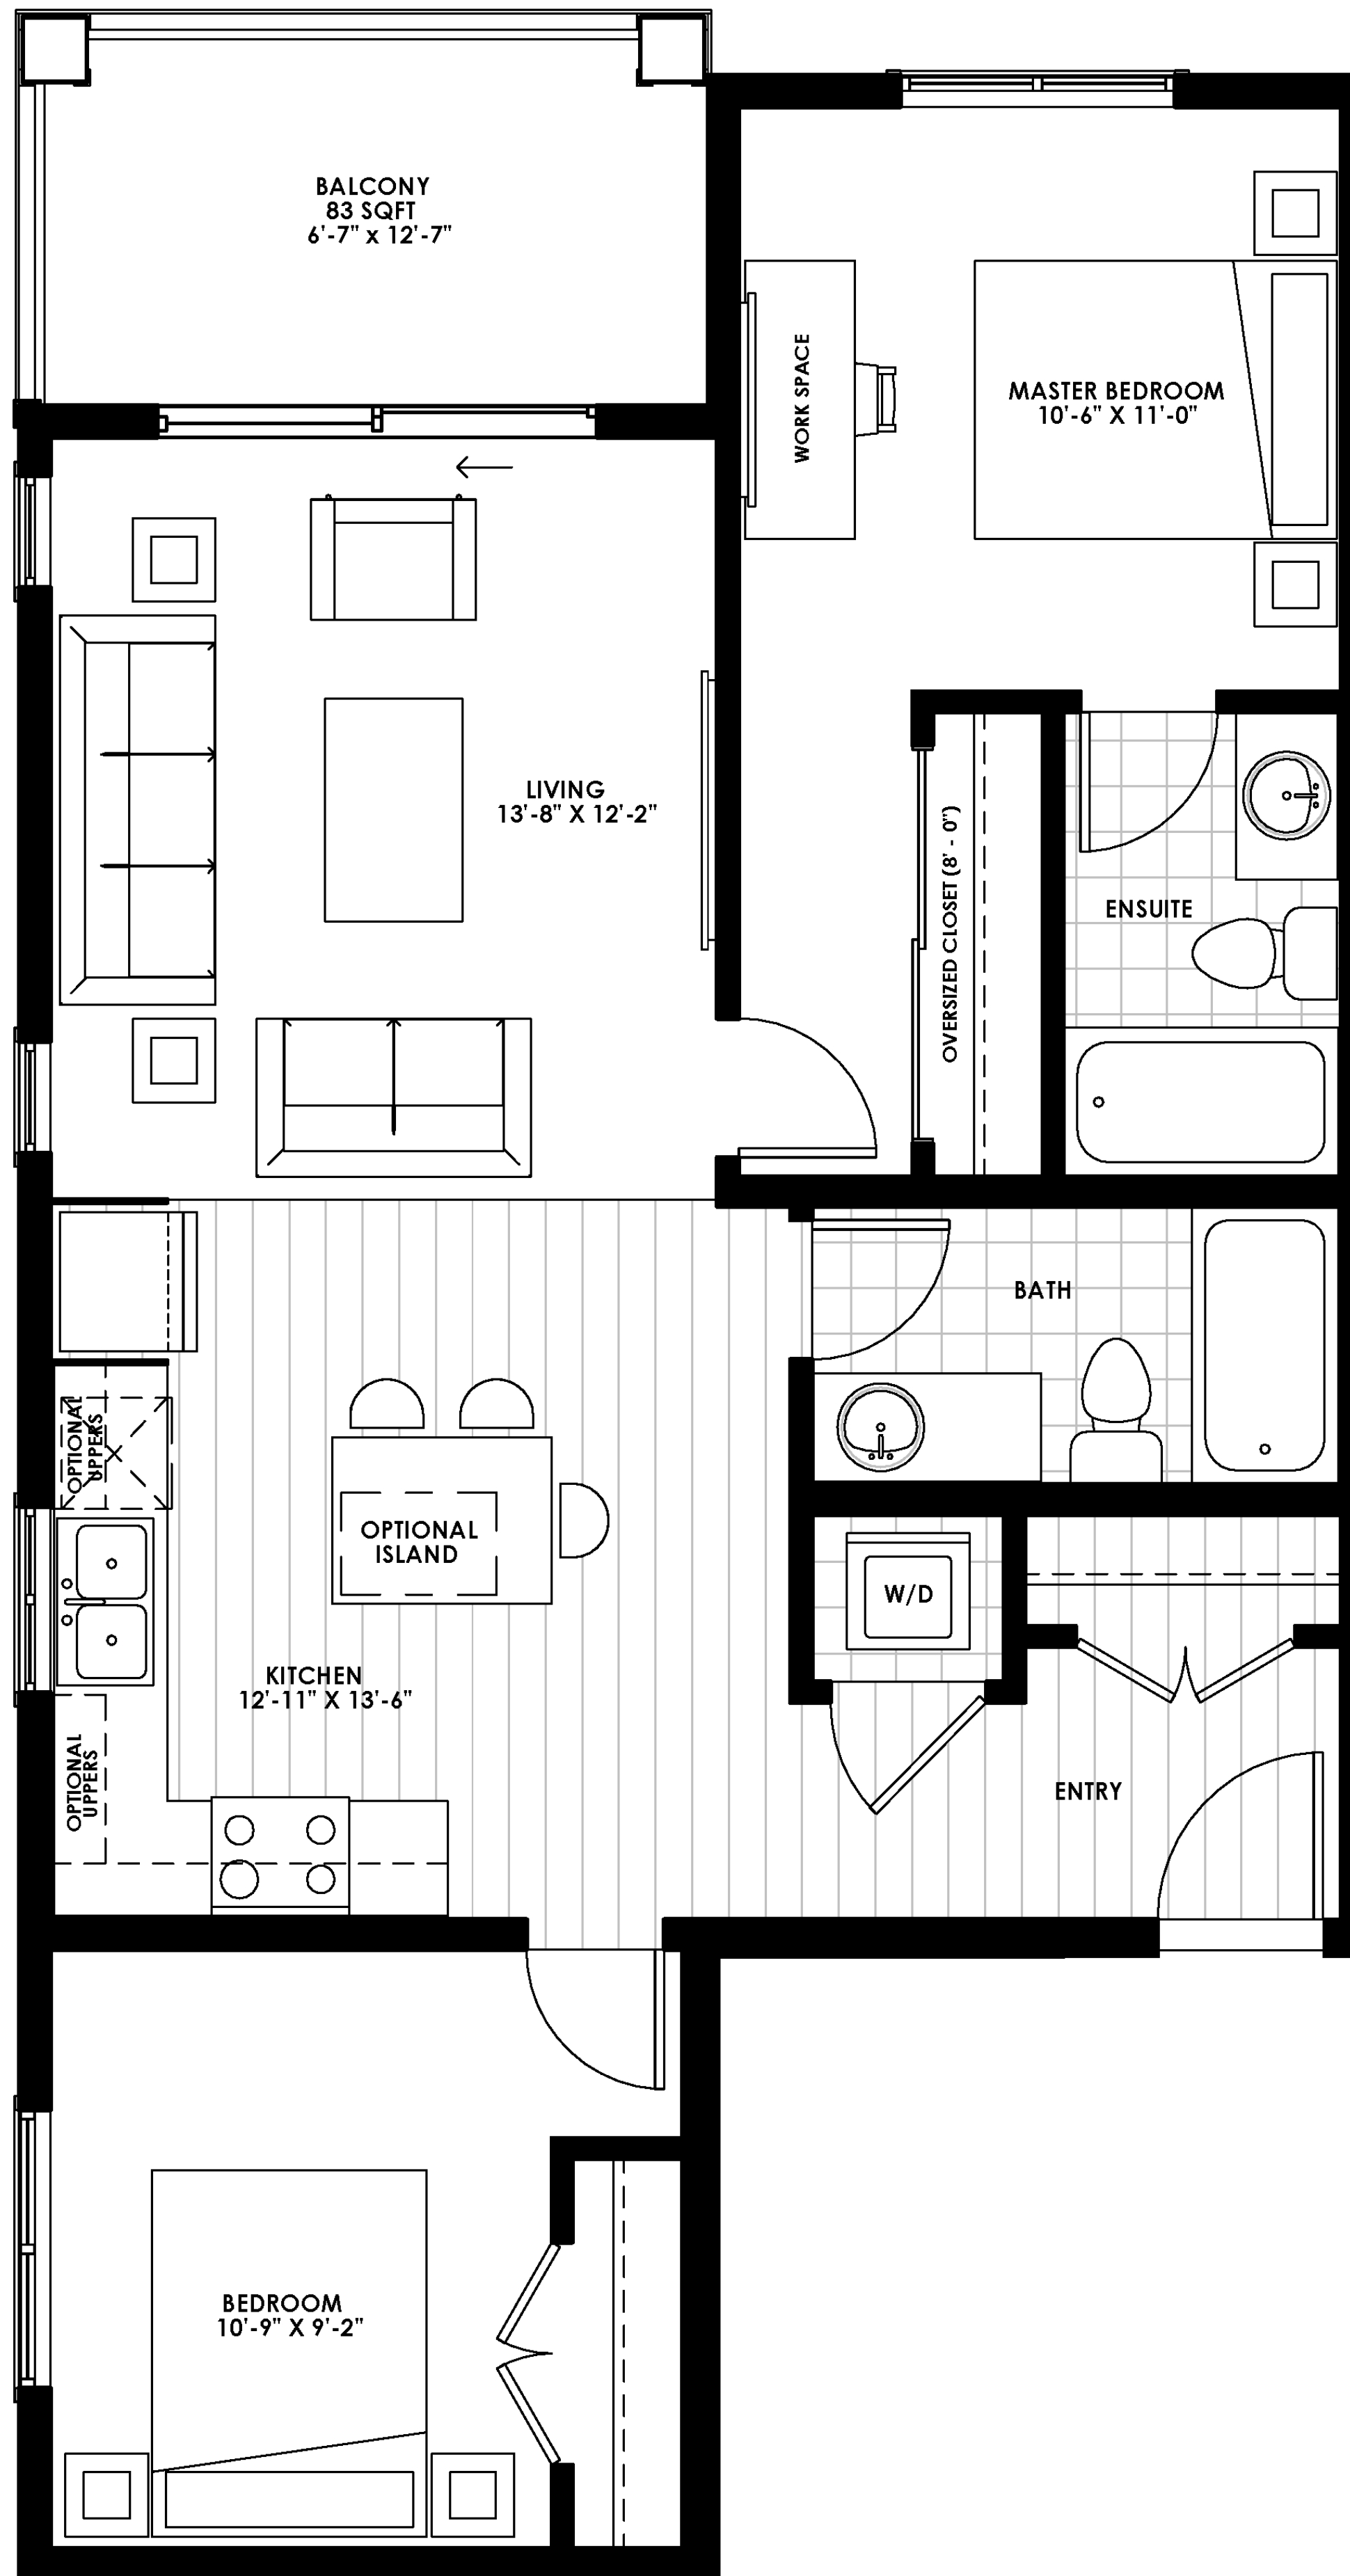 BALCONY
83 SQFT
6'-7" x 12'-7"
WORK SPACE
MASTER BEDROOM
10'-6" X 11'-0"
LIVING
13'-8" X 12'-2"
OVERSIZED CLOSET (8' - 0")
ENSUITE
BATH
OPTIONAL
UPPERS
OPTIONAL
ISLAND
W/D
KITCHEN
12'-11" X 13'-6"
OPTIONAL
UPPERS
ENTRY
BEDROOM
10'-9" X 9'-2"